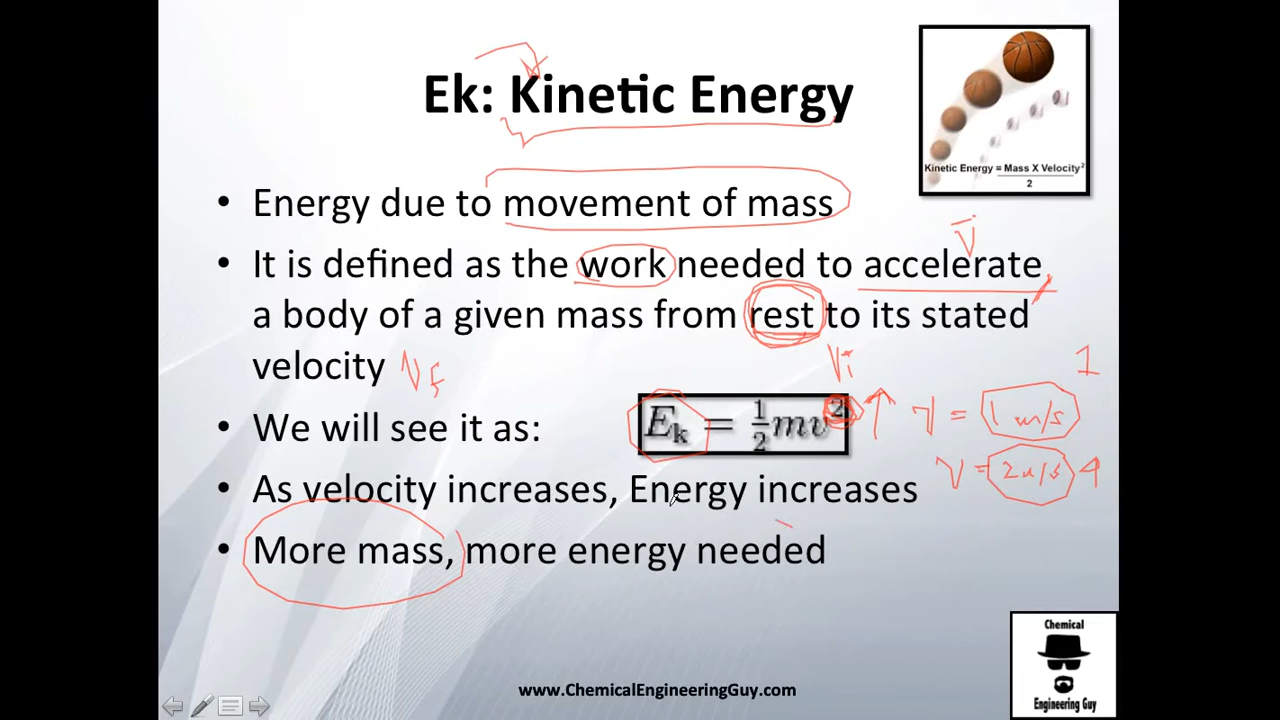 Ek: Kinetic Energy
Kinetic Energy = Mass X Velocity²
2
• Energy due to movement of mass
V
• It is defined as the work needed to accelerate
a body of a given mass from rest to its stated
velocity Vf
Vi
1
• We will see it as: Ek = ½mv² ↑ V = 1 m/s
V = 2 m/s 4
• As velocity increases, Energy increases
• More mass, more energy needed
Chemical
Engineering Guy
www.ChemicalEngineeringGuy.com